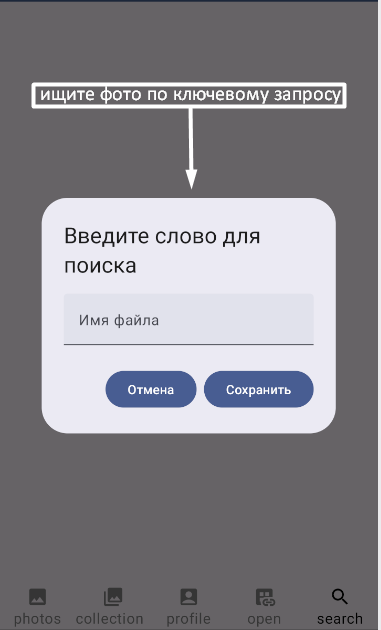 ищите фото по ключевому запросу
Введите слово для
поиска
Имя файла
Отмена Сохранить
photos collection profile open search